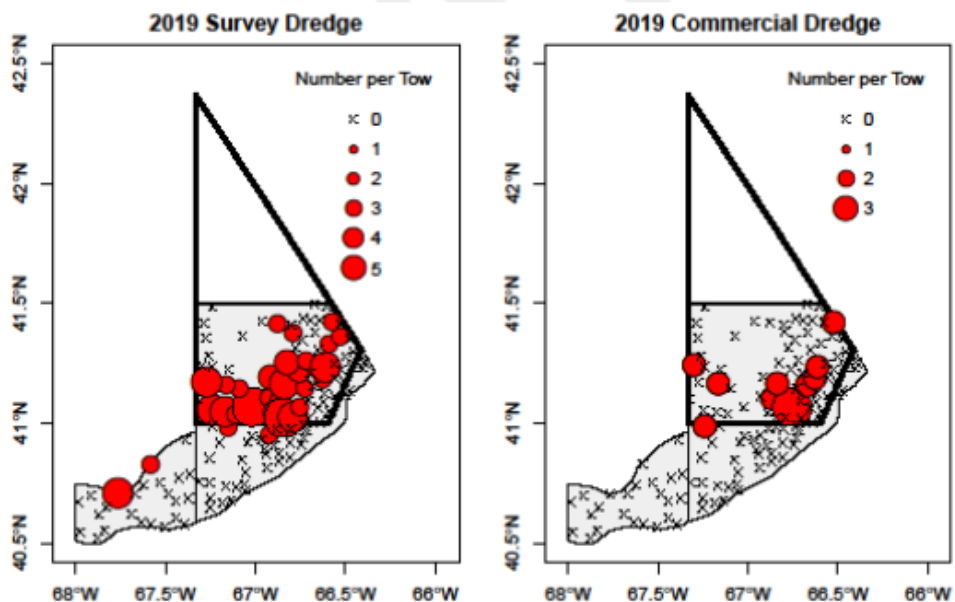 2019 Survey Dredge
Number per Tow
0
1
2
3
4
5
42.5°N
42°N
41.5°N
41°N
40.5°N
68°W
67.5°W
67°W
66.5°W
66°W
2019 Commercial Dredge
Number per Tow
0
1
2
3
42.5°N
42°N
41.5°N
41°N
40.5°N
68°W
67.5°W
67°W
66.5°W
66°W